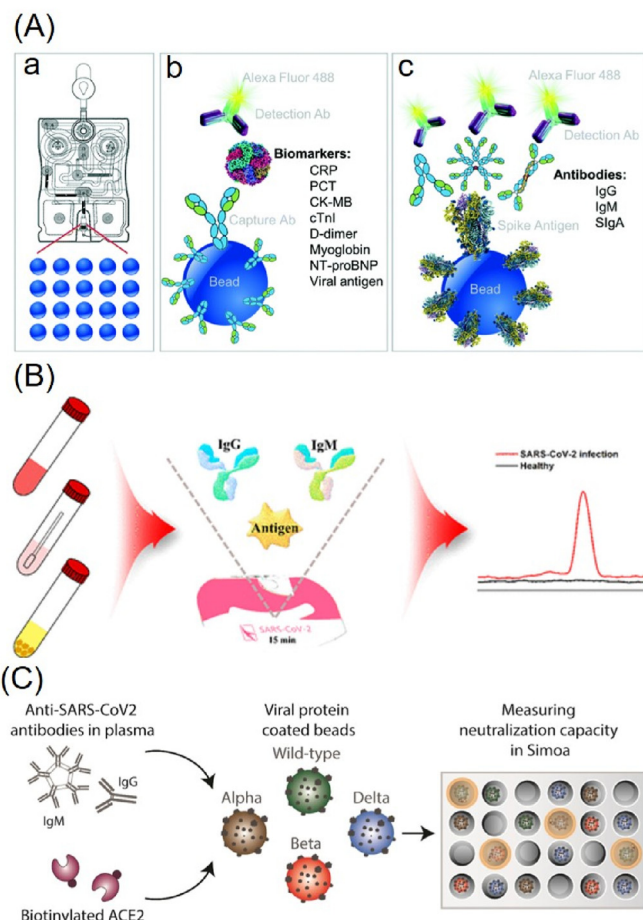 (A)
a
b
Alexa Fluor 488
Detection Ab
Biomarkers:
CRP
PCT
CK-MB
cTnI
D-dimer
Myoglobin
NT-proBNP
Viral antigen
Capture Ab
Bead
c
Alexa Fluor 488
Detection Ab
Antibodies:
IgG
IgM
SIgA
Spike Antigen
Bead
(B)
IgG
IgM
Antigen
SARS-CoV-2
15 min
SARS-CoV-2 infection
Healthy
(C)
Anti-SARS-CoV2
antibodies in plasma
IgG
IgM
Biotinylated ACE2
Viral protein
coated beads
Wild-type
Alpha
Delta
Beta
Measuring
neutralization capacity
in Simoa